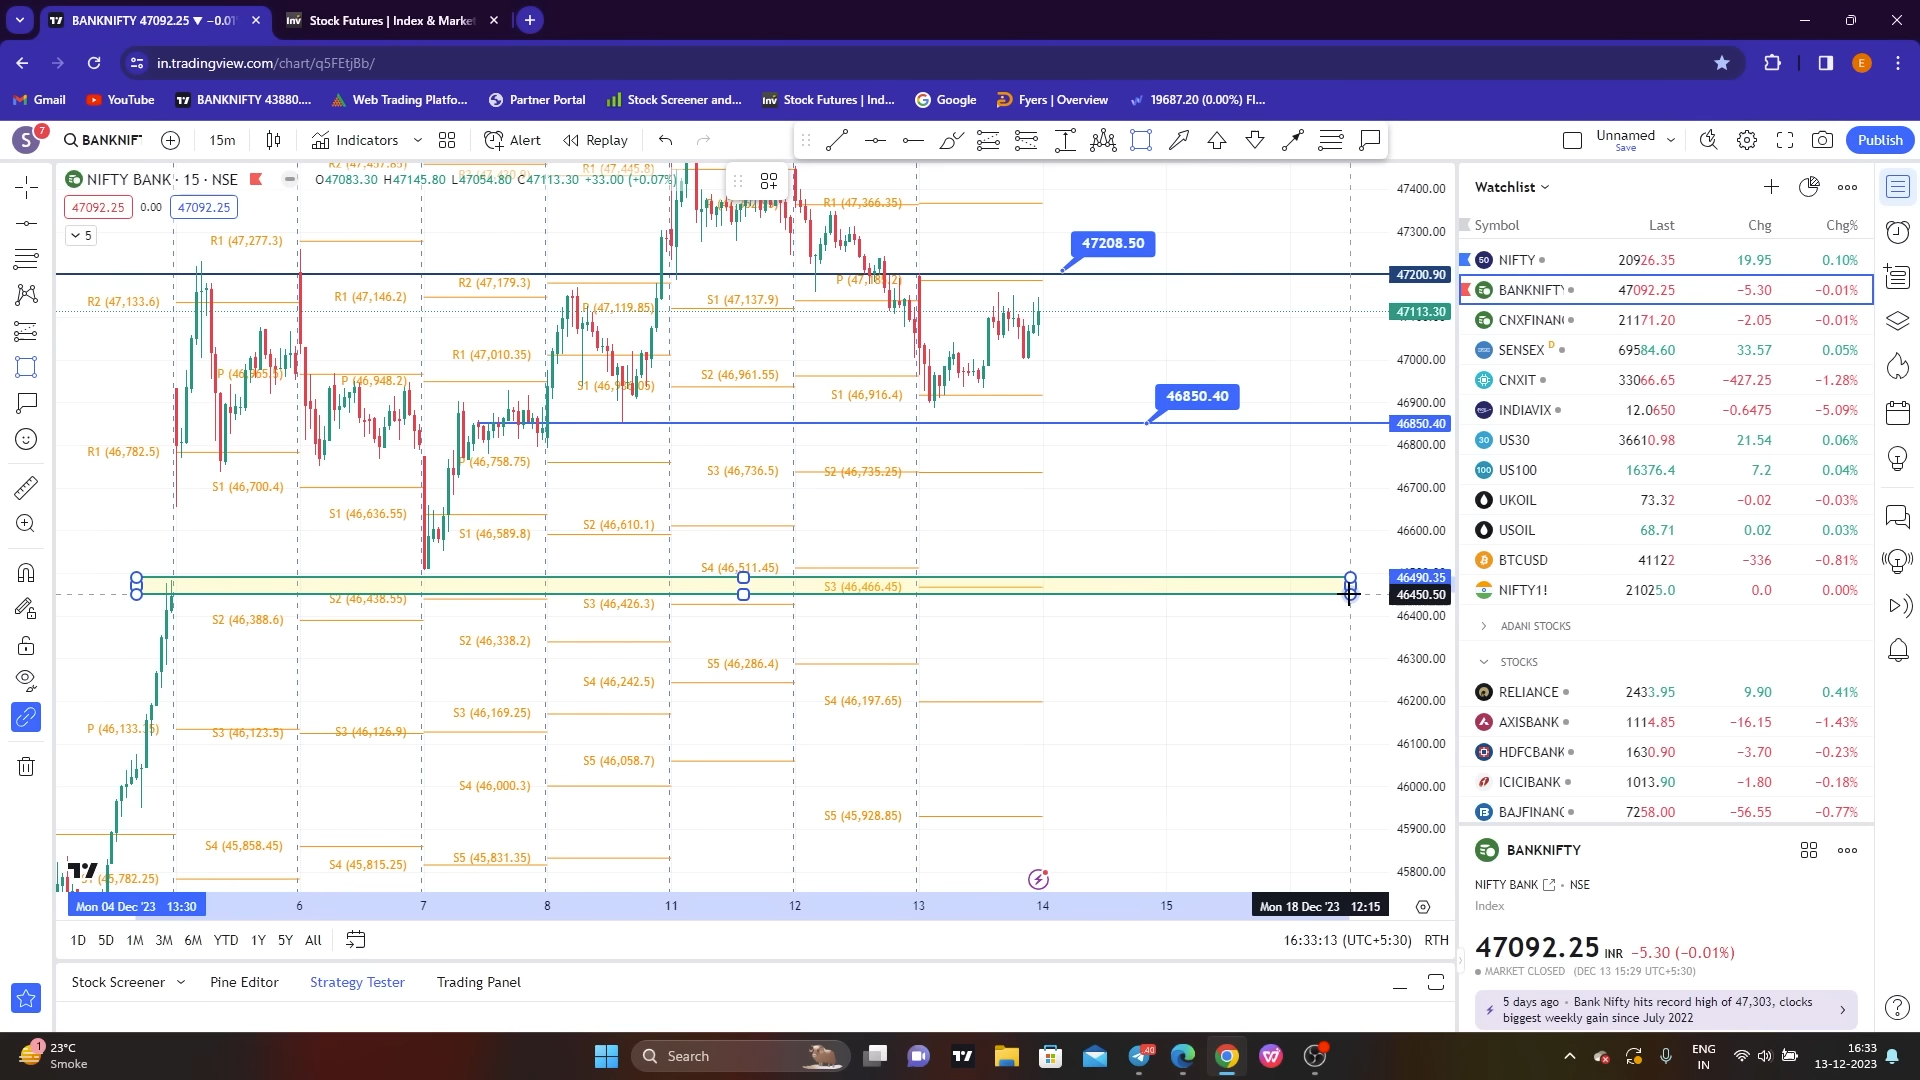 BANKNIFTY 47092.25 ▼ −0.01
Stock Futures | Index & Market
in.tradingview.com/chart/q5FEtjBb/
E
Gmail
YouTube
BANKNIFTY 43880....
Web Trading Platfo...
Partner Portal
Stock Screener and...
Stock Futures | Ind...
Google
Fyers | Overview
19687.20 (0.00%) Fl...
S
7
BANKNIF
15m
Indicators
Alert
Replay
Unnamed
Save
Publish
NIFTY BANK · 15 · NSE
O47083.30 H47145.80 L47054.80 C47113.30 +33.00 (+0.07%)
47092.25
0.00
47092.25
5
R1 (47,445.8)
R1 (47,366.35)
R1 (47,277.3)
47208.50
R2 (47,133.6)
R1 (47,146.2)
R2 (47,179.3)
P (47,119.85)
S1 (47,137.9)
R1 (47,010.35)
P (46,965.5)
P (46,948.2)
S2 (46,961.55)
S1 (46,916.4)
46850.40
R1 (46,782.5)
P (46,758.75)
S3 (46,736.5)
S2 (46,735.25)
S1 (46,700.4)
S1 (46,636.55)
S2 (46,610.1)
S1 (46,589.8)
S4 (46,511.45)
S3 (46,466.45)
S2 (46,438.55)
S3 (46,426.3)
S2 (46,388.6)
S2 (46,338.2)
S5 (46,286.4)
S4 (46,242.5)
S4 (46,197.65)
S3 (46,169.25)
P (46,133.35)
S3 (46,123.5)
S3 (46,126.9)
S5 (46,058.7)
S4 (46,000.3)
S5 (45,928.85)
S4 (45,858.45)
S4 (45,815.25)
S5 (45,831.35)
S1 (45,782.25)
47400.00
47300.00
47200.90
47113.30
47000.00
46900.00
46850.40
46800.00
46700.00
46600.00
46490.35
46450.50
46400.00
46300.00
46200.00
46100.00
46000.00
45900.00
45800.00
Mon 04 Dec '23 13:30
6
7
8
11
12
13
14
15
Mon 18 Dec '23 12:15
1D 5D 1M 3M 6M YTD 1Y 5Y All
16:33:13 (UTC+5:30) RTH
Stock Screener
Pine Editor
Strategy Tester
Trading Panel
Watchlist
Symbol Last Chg Chg%
NIFTY 20926.35 19.95 0.10%
BANKNIFTY 47092.25 −5.30 −0.01%
CNXFINAN 21171.20 −2.05 −0.01%
SENSEX D 69584.60 33.57 0.05%
CNXIT 33066.65 −427.25 −1.28%
INDIAVIX 12.0650 −0.6475 −5.09%
US30 36610.98 21.54 0.06%
US100 16376.4 7.2 0.04%
UKOIL 73.32 −0.02 −0.03%
USOIL 68.71 0.02 0.03%
BTCUSD 41122 −336 −0.81%
NIFTY1! 21025.0 0.0 0.00%
ADANI STOCKS
STOCKS
RELIANCE 2433.95 9.90 0.41%
AXISBANK 1114.85 −16.15 −1.43%
HDFCBANK 1630.90 −3.70 −0.23%
ICICIBANK 1013.90 −1.80 −0.18%
BAJFINANC 7258.00 −56.55 −0.77%
BANKNIFTY
NIFTY BANK · NSE
Index
47092.25 INR −5.30 (−0.01%)
MARKET CLOSED (DEC 13 15:29 UTC+5:30)
5 days ago · Bank Nifty hits record high of 47,303, clocks
biggest weekly gain since July 2022
1
23°C
Smoke
Search
40
ENG
IN
16:33
13-12-2023